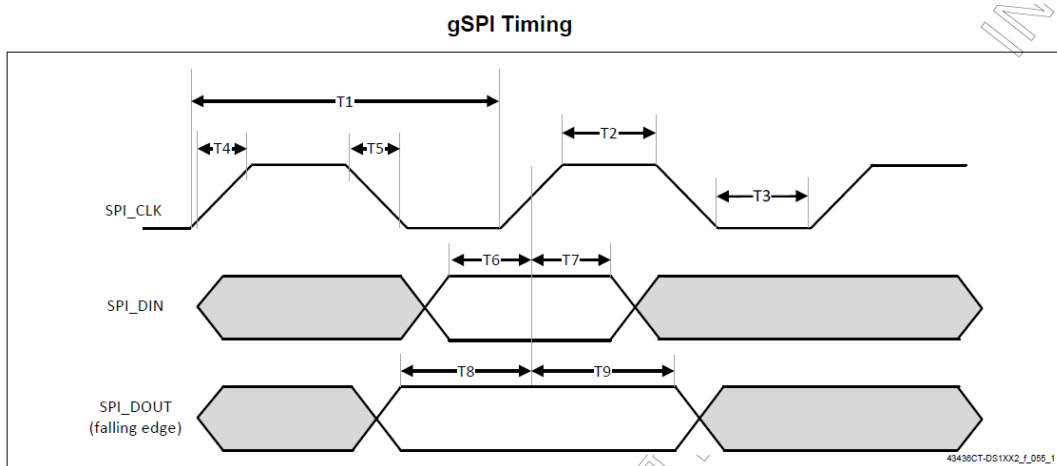 gSPI Timing
T1
T2
T4
T5
T3
SPI_CLK
T6
T7
SPI_DIN
T8
T9
SPI_DOUT
(falling edge)
43436CT-DS1XX2_f_055_1